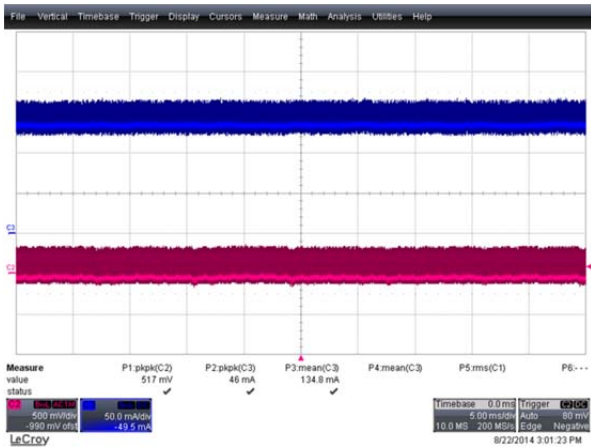 File Vertical Timebase Trigger Display Cursors Measure Math Analysis Utilities Help
C3
C2
Measure P1:pkpk(C2) P2:pkpk(C3) P3:mean(C3) P4:mean(C3) P5:rms(C1) P6:---
value 517 mV 46 mA 134.8 mA
status
Timebase 0.0 ms Trigger C2 DC
500 mV/div 50.0 mA/div 5.00 ms/div Auto 80 mV
-990 mV ofst -49.5 mA 10.0 MS 200 MS/s Edge Negative
LeCroy 8/22/2014 3:01:23 PM